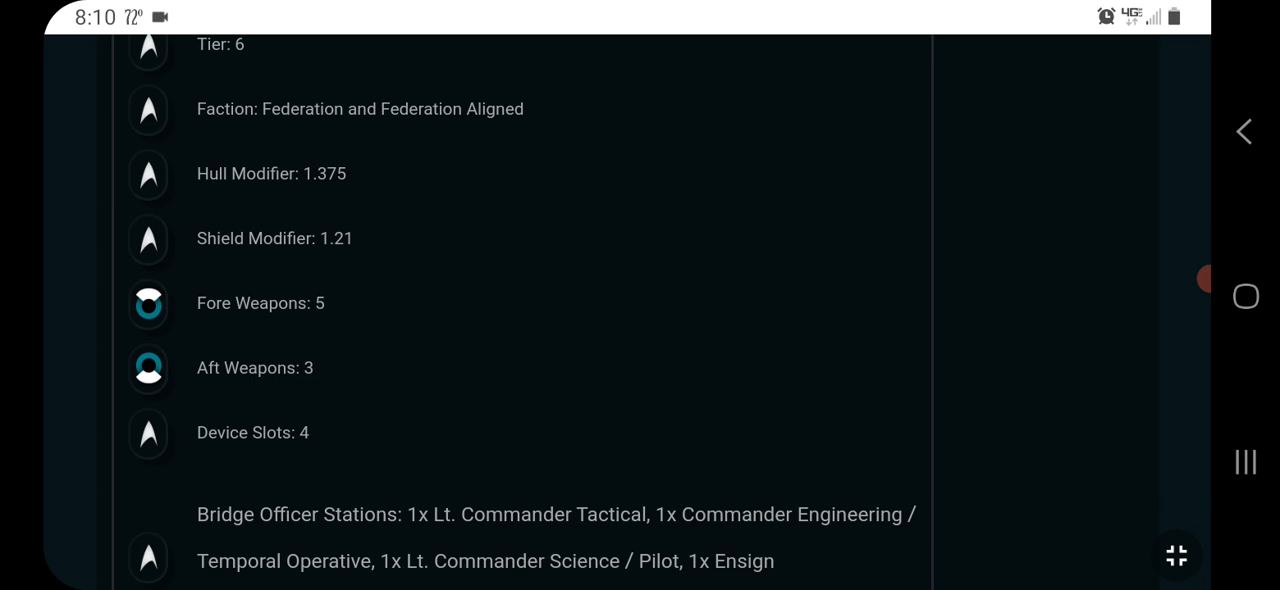 8:10 72° 4G
Tier: 6
Faction: Federation and Federation Aligned
Hull Modifier: 1.375
Shield Modifier: 1.21
Fore Weapons: 5
Aft Weapons: 3
Device Slots: 4
Bridge Officer Stations: 1x Lt. Commander Tactical, 1x Commander Engineering /
Temporal Operative, 1x Lt. Commander Science / Pilot, 1x Ensign